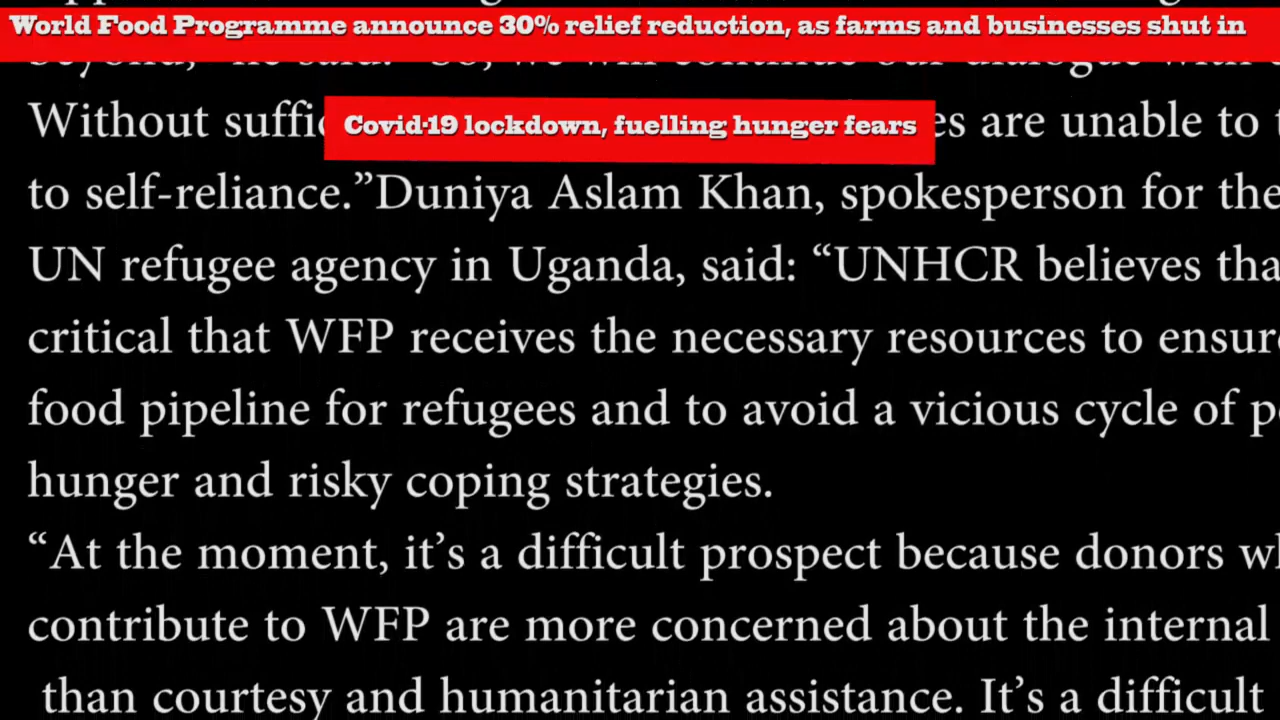 World Food Programme announce 30% relief reduction, as farms and businesses shut in
Covid-19 lockdown, fuelling hunger fears
Without are unable to
to self-reliance.”Duniya Aslam Khan, spokesperson for the
UN refugee agency in Uganda, said: “UNHCR believes
critical that WFP receives the necessary resources to
food pipeline for refugees and to avoid a vicious cycle of
hunger and risky coping strategies.
“At the moment, it’s a difficult prospect because donors
contribute to WFP are more concerned about the internal
than courtesy and humanitarian assistance. It’s a difficult